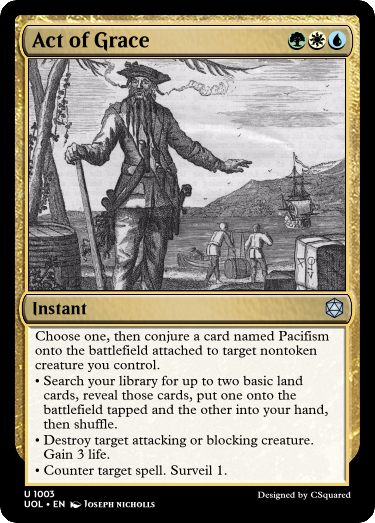 Act of Grace
Instant
Choose one, then conjure a card named Pacifism
onto the battlefield attached to target nontoken
creature you control.
• Search your library for up to two basic land
cards, reveal those cards, put one onto the
battlefield tapped and the other into your hand,
then shuffle.
• Destroy target attacking or blocking creature.
Gain 3 life.
• Counter target spell. Surveil 1.
U 1003
UOL • EN Joseph Nicholls
Designed by CSquared